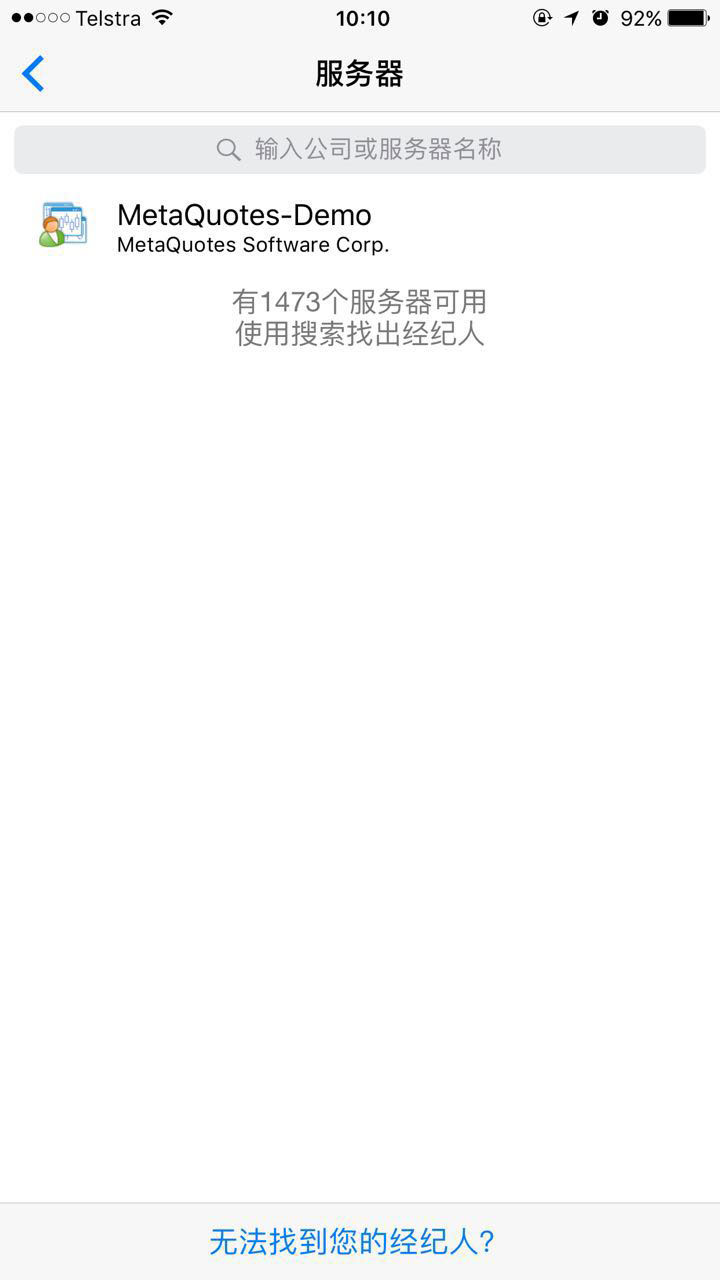 Telstra 10:10 92%
服务器
输入公司或服务器名称
MetaQuotes-Demo
MetaQuotes Software Corp.
有1473个服务器可用
使用搜索找出经纪人
无法找到您的经纪人?